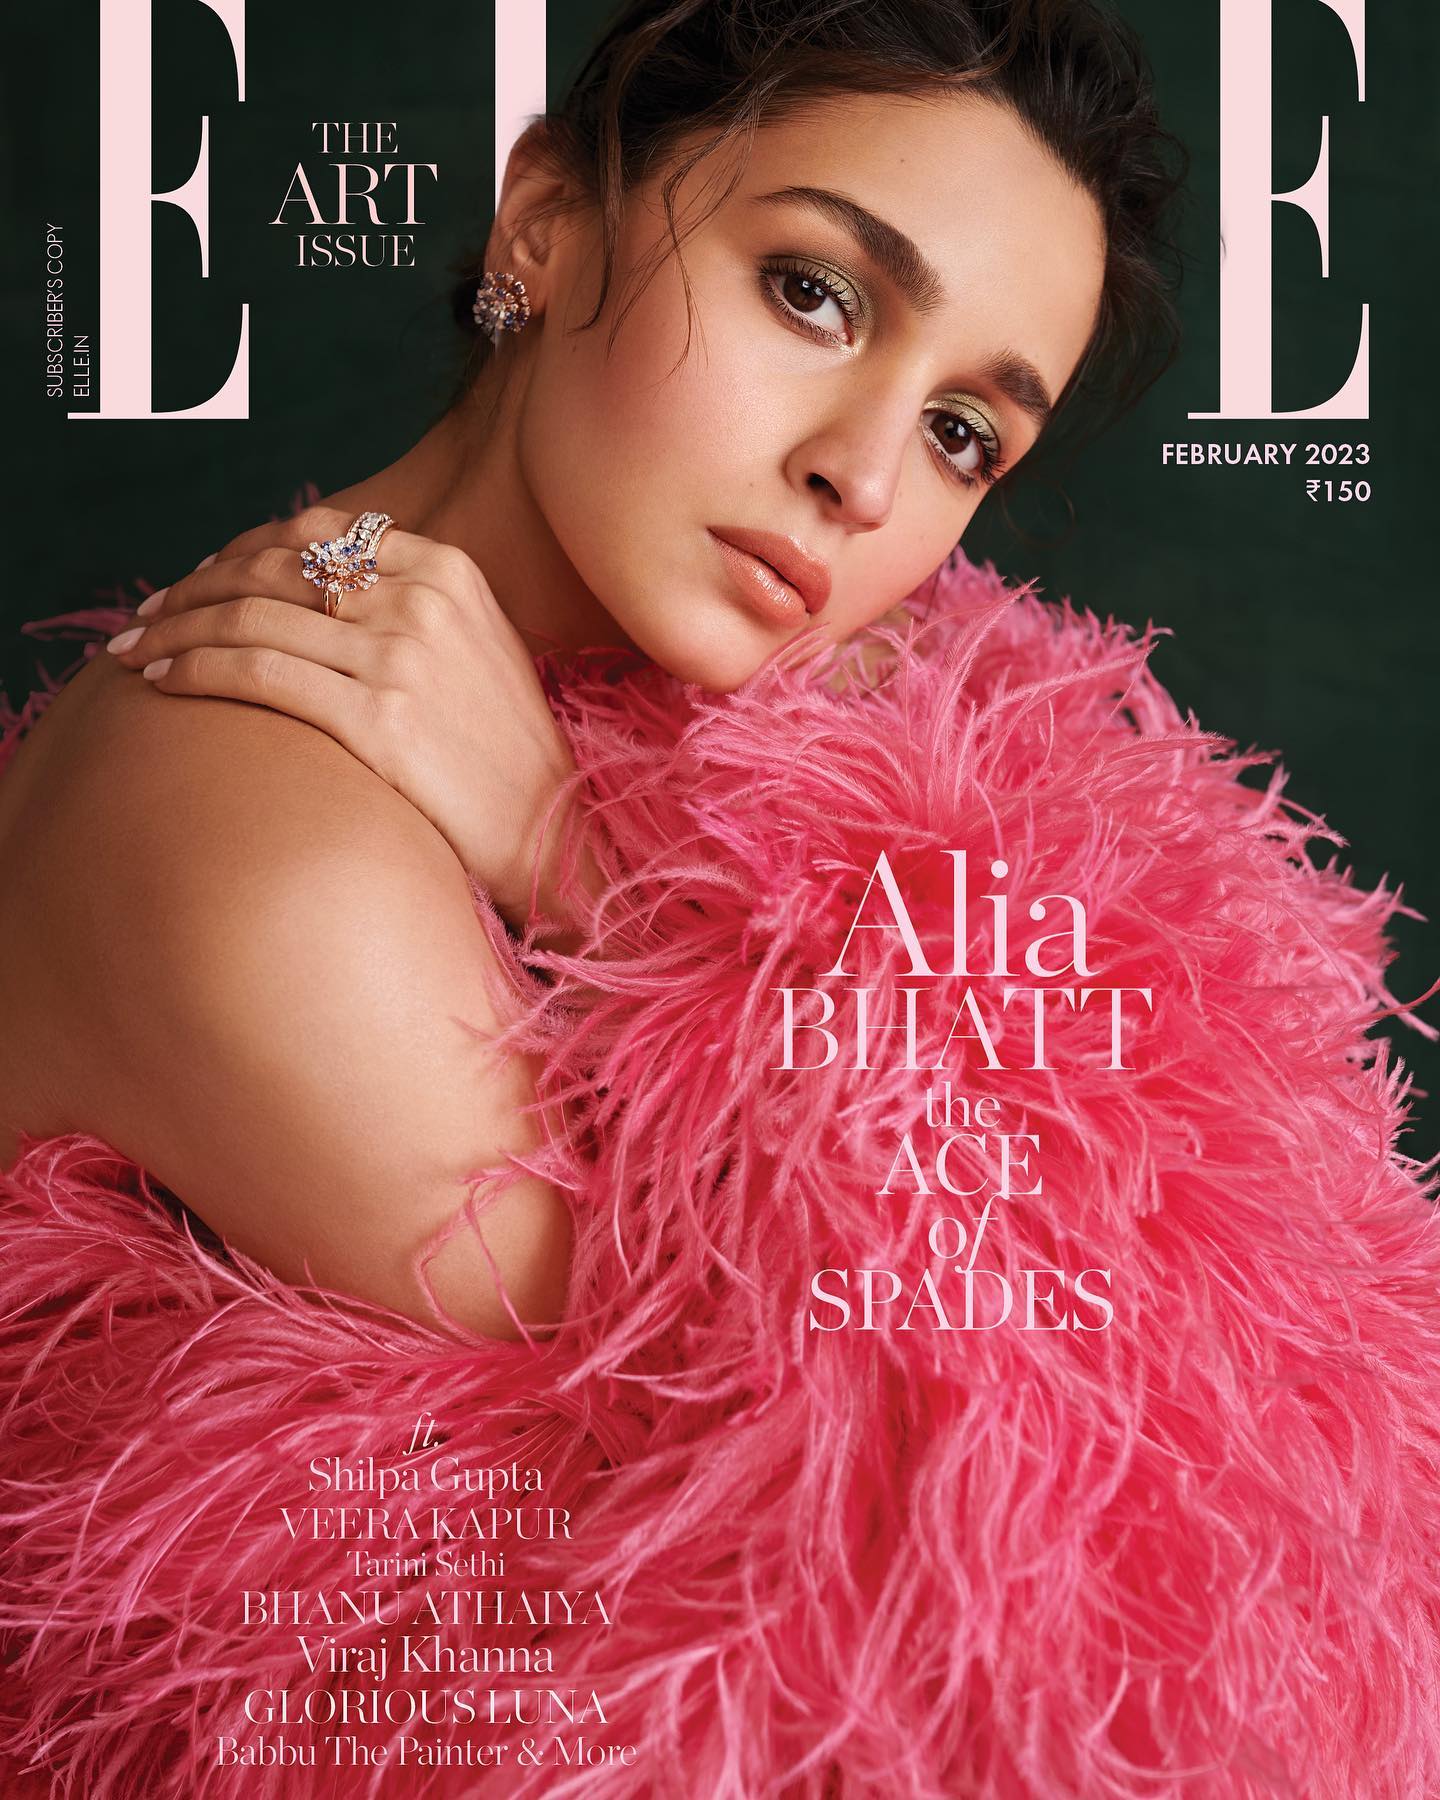 ELLE
THE
ART
ISSUE
SUBSCRIBER'S COPY
ELLE.IN
FEBRUARY 2023
₹150
Alia
BHATT
the
ACE
of
SPADES
ft.
Shilpa Gupta
VEERA KAPUR
Tarini Sethi
BHANU ATHAIYA
Viraj Khanna
GLORIOUS LUNA
Babbu The Painter & More